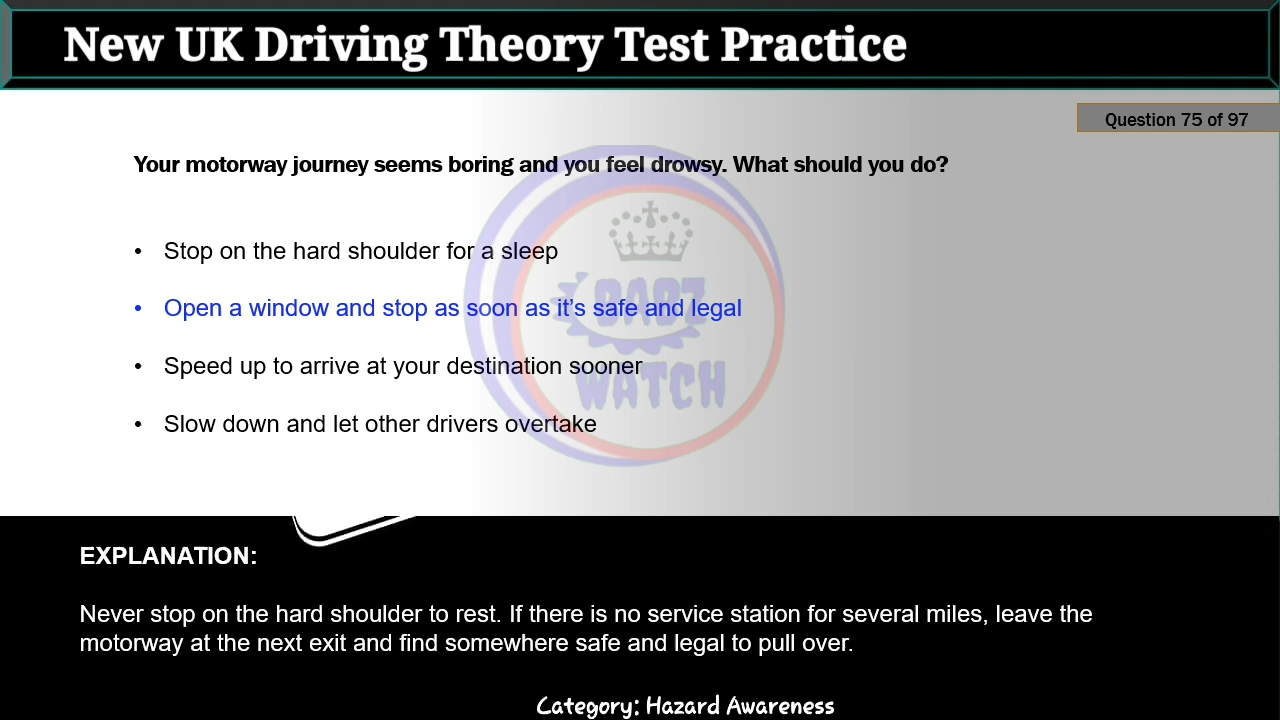 New UK Driving Theory Test Practice
Question 75 of 97
Your motorway journey seems boring and you feel drowsy. What should you do?
• Stop on the hard shoulder for a sleep
• Open a window and stop as soon as it’s safe and legal
• Speed up to arrive at your destination sooner
• Slow down and let other drivers overtake
DABZ
WATCH
EXPLANATION:
Never stop on the hard shoulder to rest. If there is no service station for several miles, leave the
motorway at the next exit and find somewhere safe and legal to pull over.
Category: Hazard Awareness